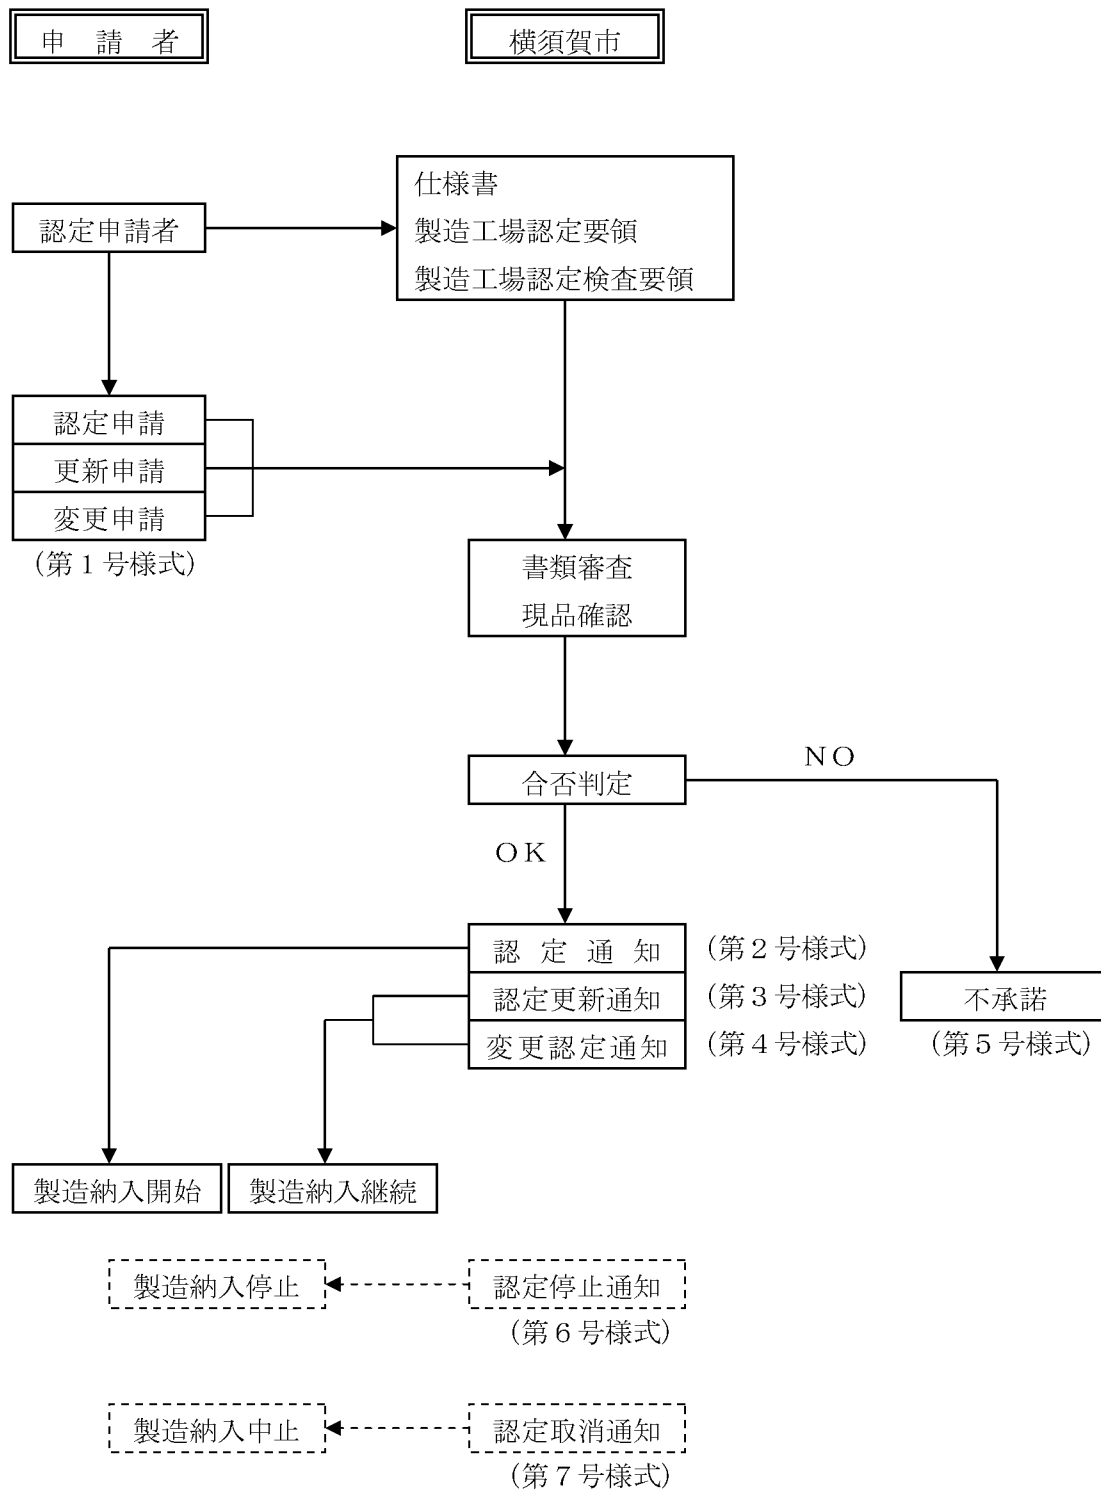 申　請　者
横須賀市
仕様書
製造工場認定要領
製造工場認定検査要領
認定申請者
認定申請
更新申請
変更申請
(第１号様式)
書類審査
現品確認
合否判定
ＮＯ
ＯＫ
認　定　通　知
(第２号様式)
認定更新通知
(第３号様式)
変更認定通知
(第４号様式)
不承諾
(第５号様式)
製造納入開始
製造納入継続
製造納入停止
認定停止通知
(第６号様式)
製造納入中止
認定取消通知
(第７号様式)